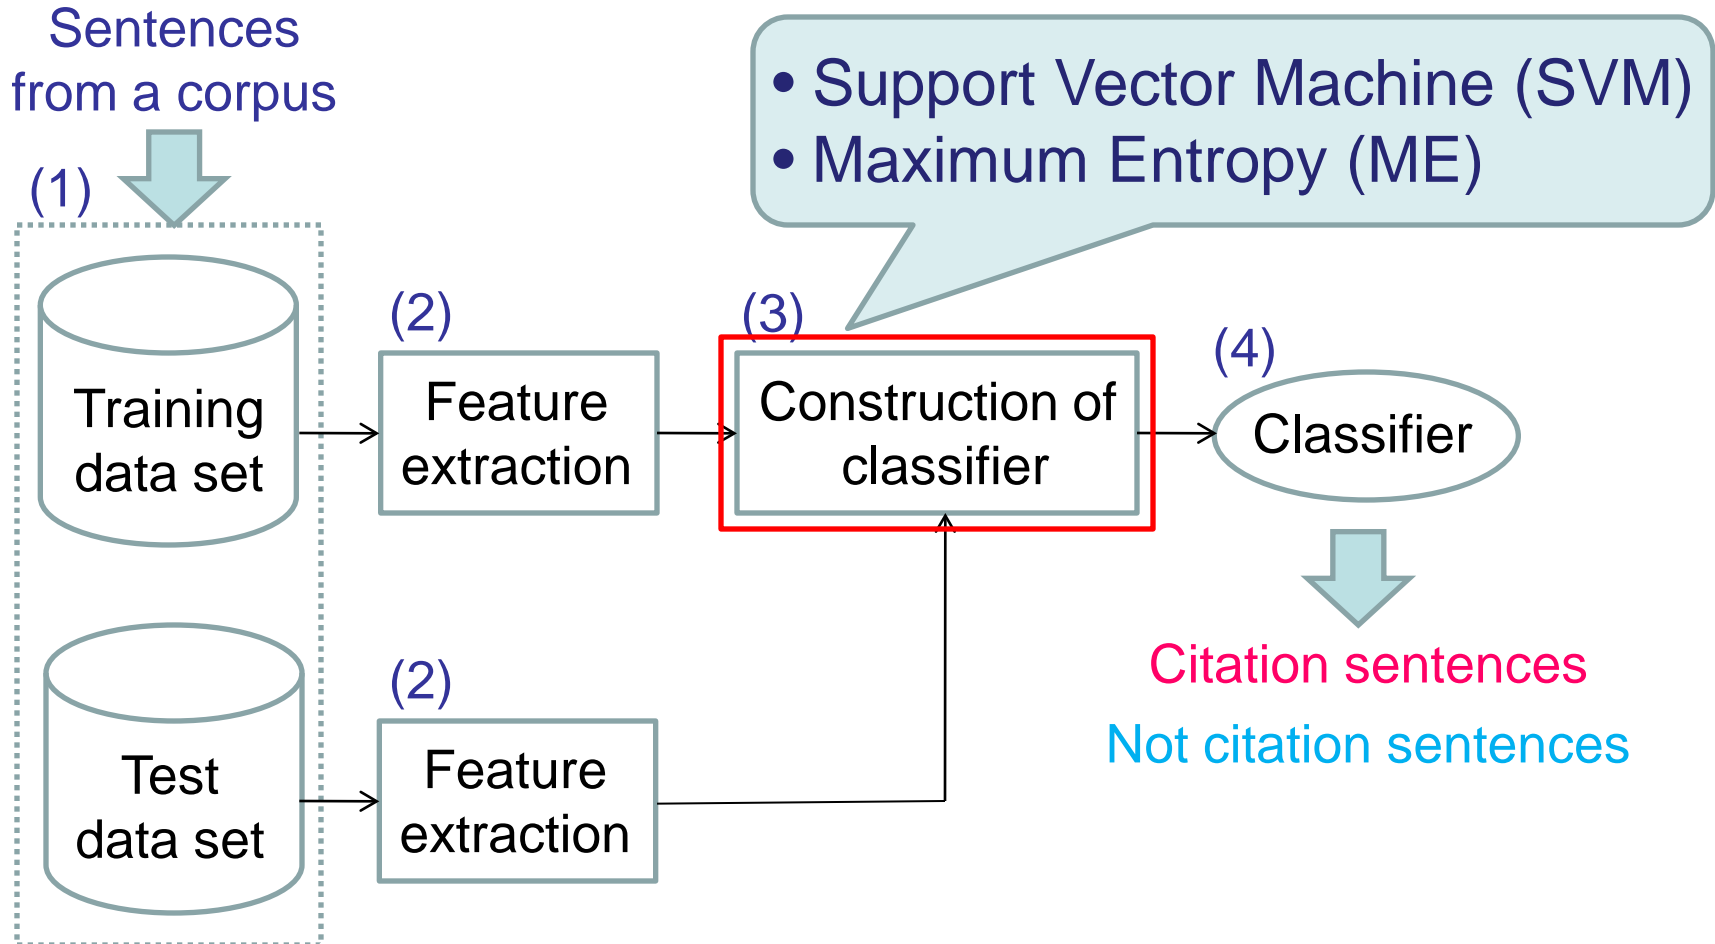 Sentences
from a corpus
• Support Vector Machine (SVM)
• Maximum Entropy (ME)
(1)
(2)
(3)
(4)
Training
data set
Feature
extraction
Construction of
classifier
Classifier
(2)
Test
data set
Feature
extraction
Citation sentences
Not citation sentences